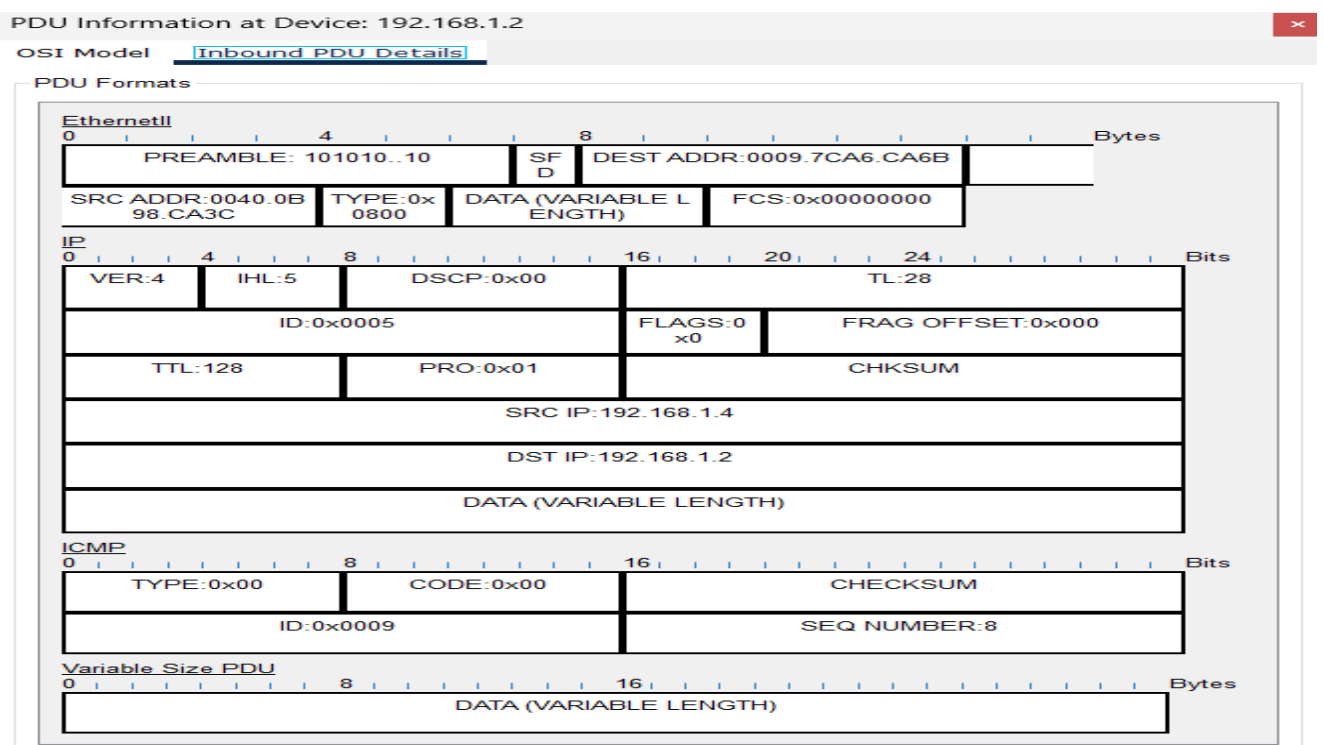 PDU Information at Device: 192.168.1.2
×
OSI Model Inbound PDU Details
PDU Formats
EthernetII
0 4 8 Bytes
PREAMBLE: 101010..10 SF DEST ADDR:0009.7CA6.CA6B
D
SRC ADDR:0040.0B TYPE:0x DATA (VARIABLE L FCS:0x00000000
98.CA3C 0800 ENGTH)
IP
0 4 8 16 20 24 Bits
VER:4 IHL:5 DSCP:0x00 TL:28
ID:0x0005 FLAGS:0 FRAG OFFSET:0x000
x0
TTL:128 PRO:0x01 CHKSUM
SRC IP:192.168.1.4
DST IP:192.168.1.2
DATA (VARIABLE LENGTH)
ICMP
0 8 16 Bits
TYPE:0x00 CODE:0x00 CHECKSUM
ID:0x0009 SEQ NUMBER:8
Variable Size PDU
0 8 16 Bytes
DATA (VARIABLE LENGTH)